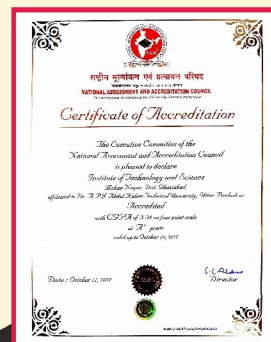 राष्ट्रीय मूल्यांकन एवं प्रत्यायन परिषद
NATIONAL ASSESSMENT AND ACCREDITATION COUNCIL
Certificate of Accreditation
The Executive Committee of the
National Assessment and Accreditation Council
is pleased to declare
Institute of Technology and Science
Mohan Nagar, Dist. Ghaziabad,
affiliated to Dr. A.P.J. Abdul Kalam Technical University, Uttar Pradesh as
Accredited
with CGPA of 3.34 on four point scale
at A+ grade
valid up to October 10, 2027
Date : October 11, 2022
Director